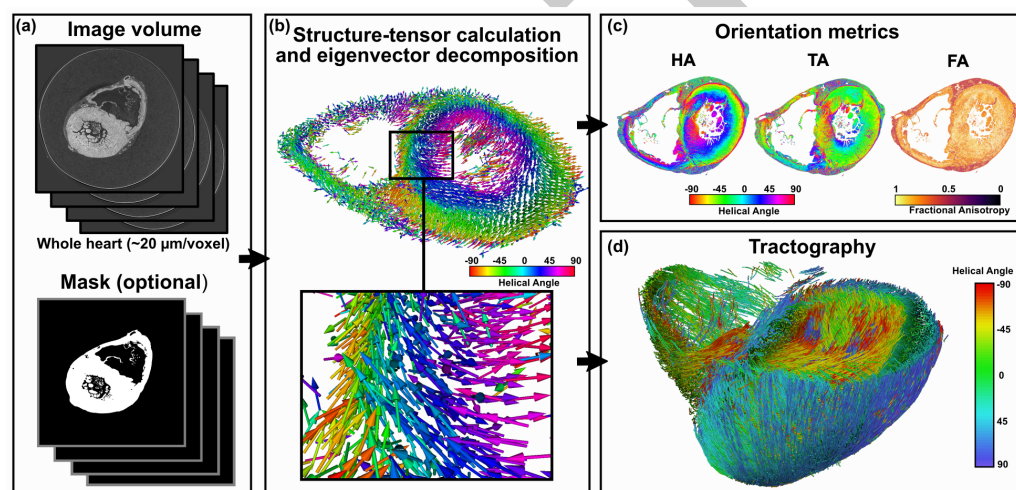 (a)
Image volume
Whole heart (~20 μm/voxel)
Mask (optional)
(b)
Structure-tensor calculation
and eigenvector decomposition
-90 -45 0 45 90
Helical Angle
(c)
Orientation metrics
HA TA FA
-90 -45 0 45 90
Helical Angle
1 0.5 0
Fractional Anisotropy
(d)
Tractography
Helical Angle
-90
-45
0
45
90